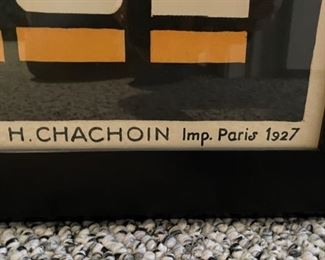 H. CHACHOIN Imp. Paris 1927